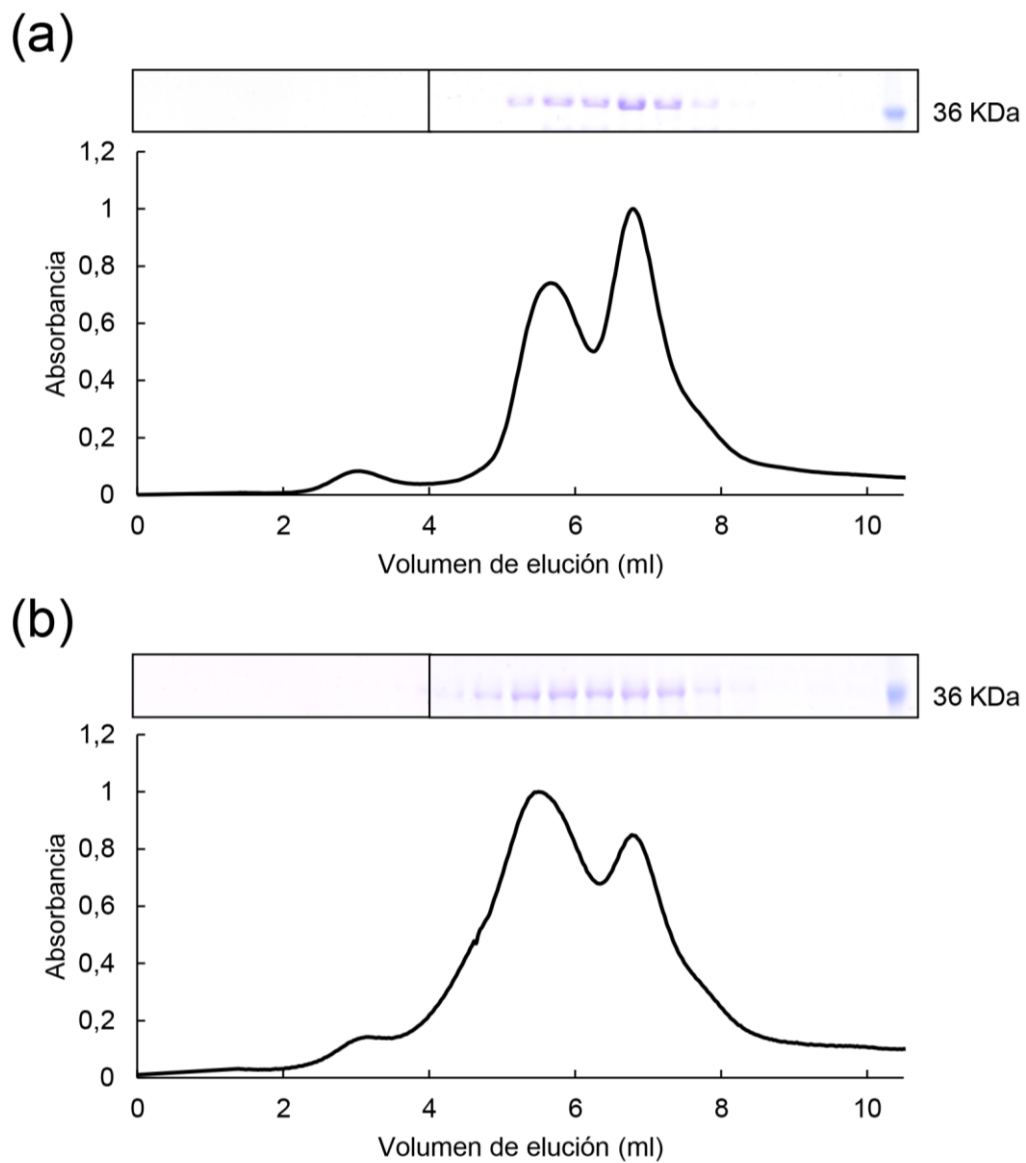 (a)
36 KDa
1,2
1
0,8
0,6
0,4
0,2
0
Absorbancia
0 2 4 6 8 10
Volumen de elución (ml)
(b)
36 KDa
1,2
1
0,8
0,6
0,4
0,2
0
Absorbancia
0 2 4 6 8 10
Volumen de elución (ml)